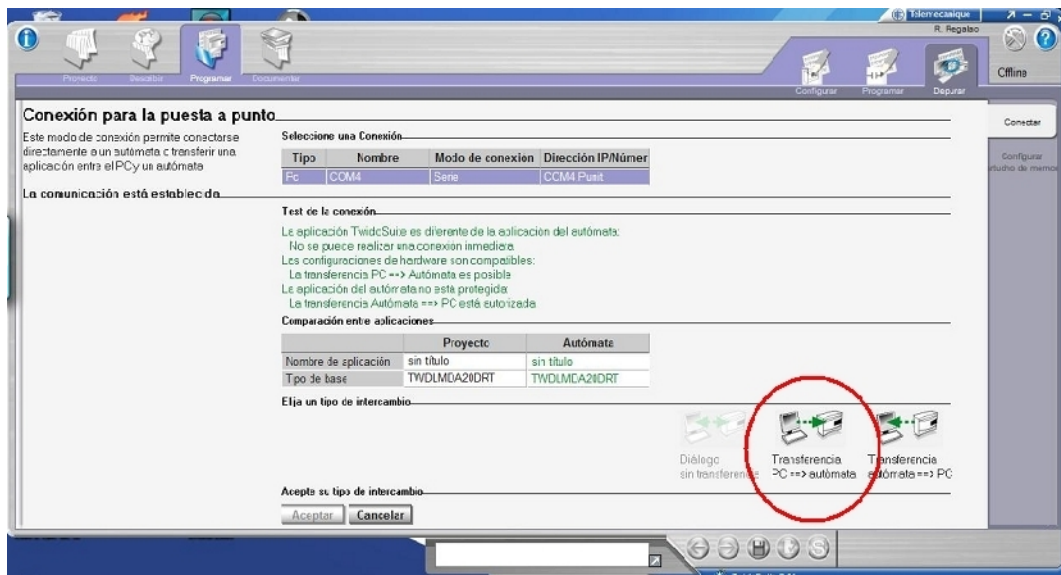 Telemecanique
R. Regalao
Proyecto
Describir
Programar
Documentar
Configurar
Programar
Depurar
Offline
Conexión para la puesta a punto
Este modo de conexión permite conectarse
directamente a un autómata o transferir una
aplicación entre el PC y un autómata
La comunicación está establecida
Seleccione una Conexión
Tipo Nombre Modo de conexion Dirección IP/Númer
Pc COM4 Serie COM4 Punit
Test de la conexión
La aplicación TwidoSuite es diferente de la aplicación del autómata:
No se puece realizar una conexión inmediara
Las configuraciones de hardware son compatibles:
La transferencia PC ==> Autómata es posible
La aplicación del autómata no está protegida:
La transferencia Autómata ==> PC está autorizada
Comparación entre aplicaciones
Proyecto Autómata
Nombre de aplicación sin título sin título
Tipo de base TWDLMDA20DRT TWDLMDA20DRT
Elija un tipo de intercambio
Diálogo
sin transferencia
Transferencia
PC ==> autómata
Transferencia
autómata ==> PC
Acepte su tipo de intercambio
Aceptar Cancelar
Conectar
Configurar